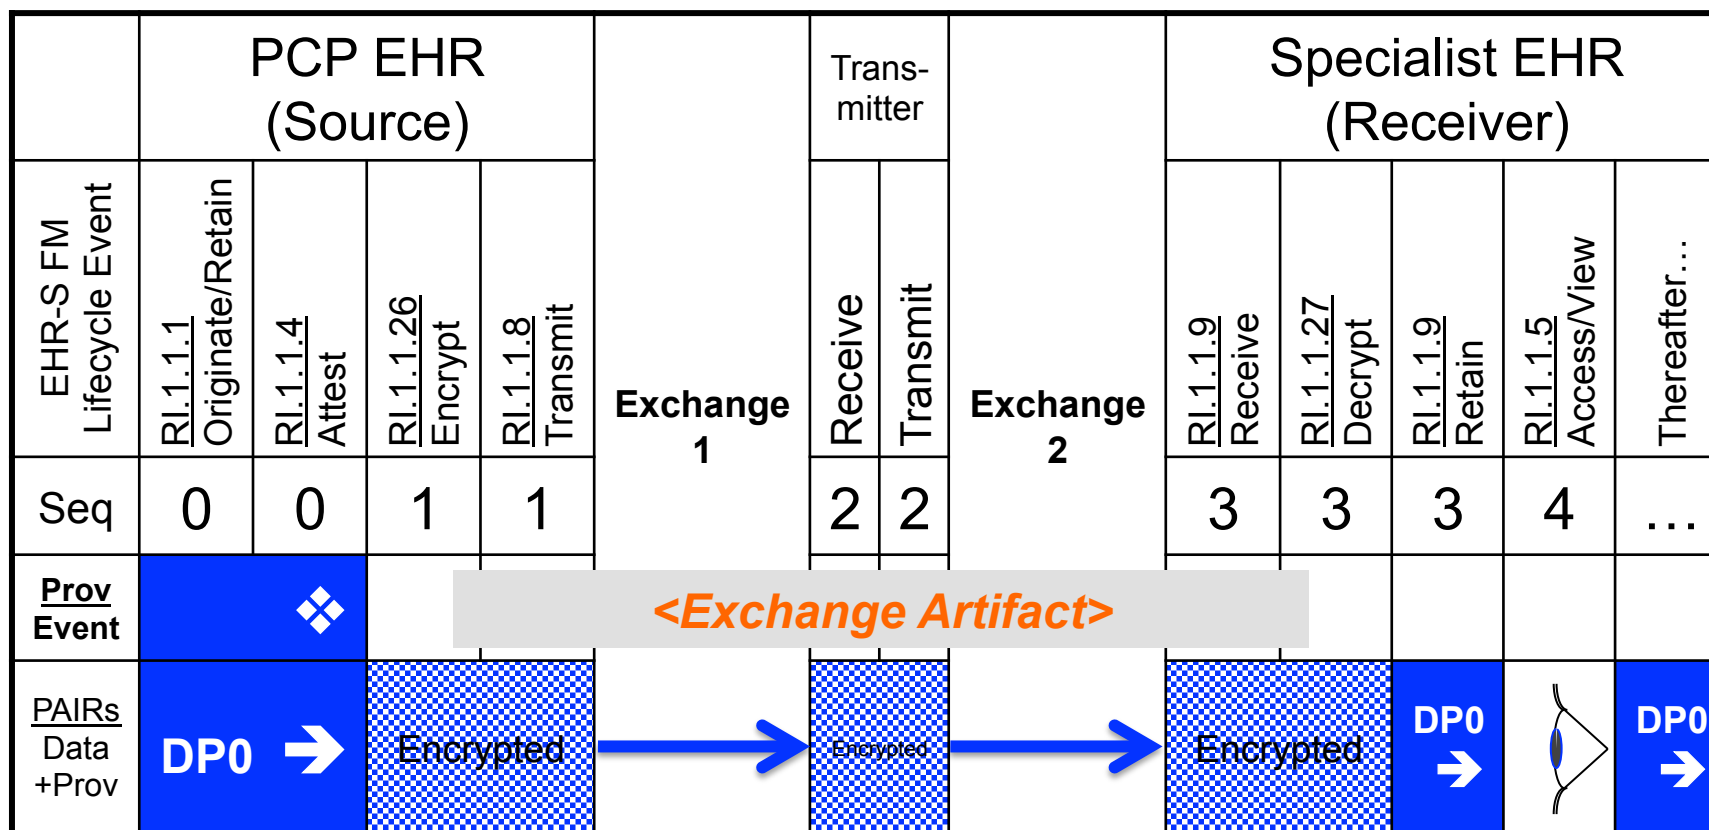 PCP EHR
(Source)
Trans-
mitter
Specialist EHR
(Receiver)
EHR-S FM
Lifecycle Event
RI.1.1.1
Originate/Retain
RI.1.1.4
Attest
RI.1.1.26
Encrypt
RI.1.1.8
Transmit
Exchange
1
Receive
Transmit
Exchange
2
RI.1.1.9
Receive
RI.1.1.27
Decrypt
RI.1.1.9
Retain
RI.1.1.5
Access/View
Thereafter...
Seq
0
0
1
1
2
2
3
3
3
4
...
Prov
Event
<Exchange Artifact>
PAIRs
Data
+Prov
DP0
Encrypted
Encrypted
Encrypted
DP0
DP0